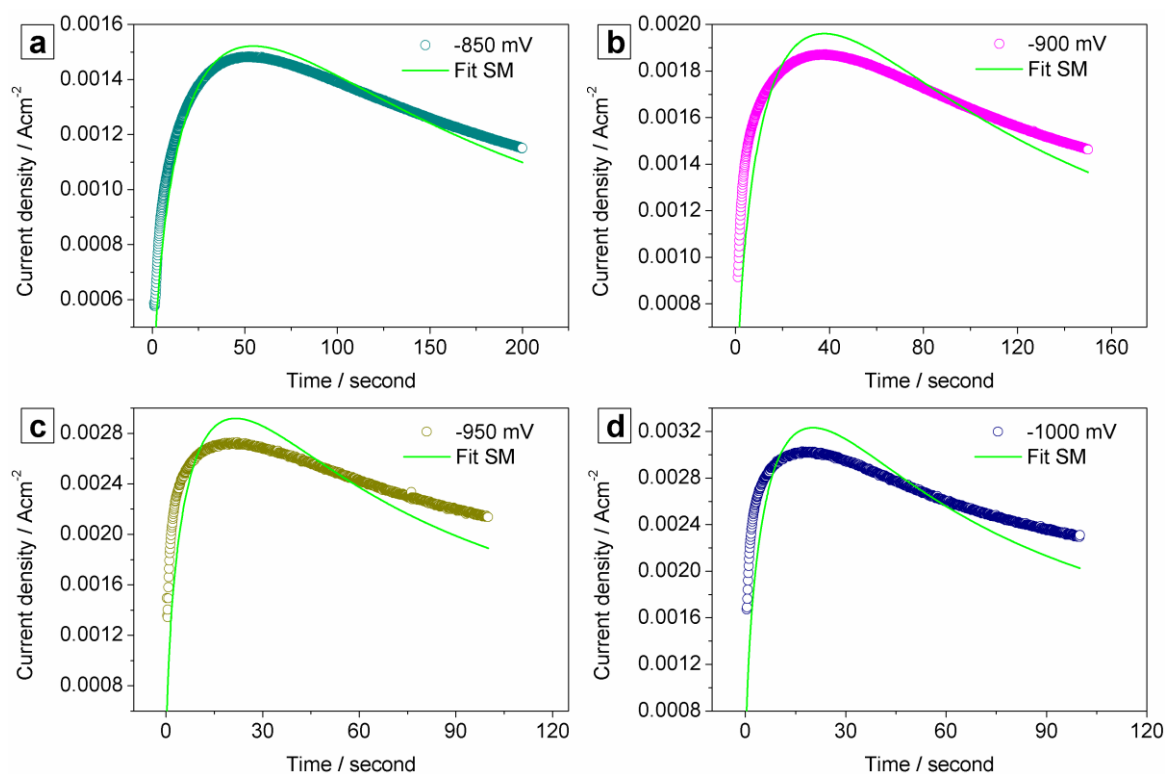 a
-850 mV
Fit SM
0.0016
0.0014
0.0012
0.0010
0.0008
0.0006
Current density / Acm⁻²
0 50 100 150 200
Time / second
b
-900 mV
Fit SM
0.0020
0.0018
0.0016
0.0014
0.0012
0.0010
0.0008
Current density / Acm⁻²
0 40 80 120 160
Time / second
c
-950 mV
Fit SM
0.0028
0.0024
0.0020
0.0016
0.0012
0.0008
Current density / Acm⁻²
0 30 60 90 120
Time / second
d
-1000 mV
Fit SM
0.0032
0.0028
0.0024
0.0020
0.0016
0.0012
0.0008
Current density / Acm⁻²
0 30 60 90 120
Time / second